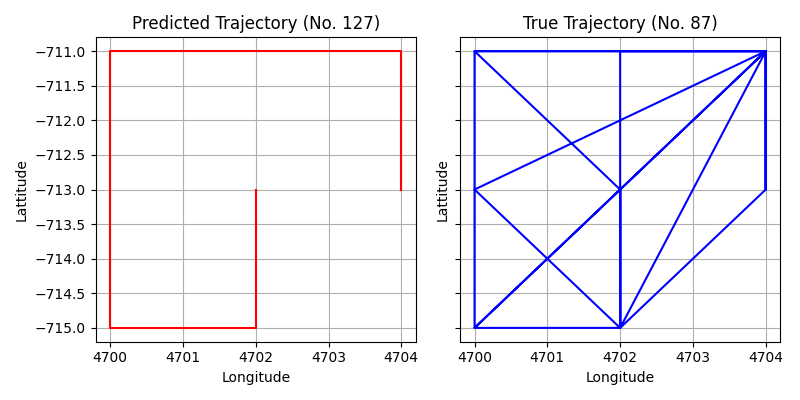 Predicted Trajectory (No. 127)
True Trajectory (No. 87)
−711.0
−711.5
−712.0
−712.5
−713.0
−713.5
−714.0
−714.5
−715.0
Lattitude
Lattitude
4700 4701 4702 4703 4704
4700 4701 4702 4703 4704
Longitude
Longitude